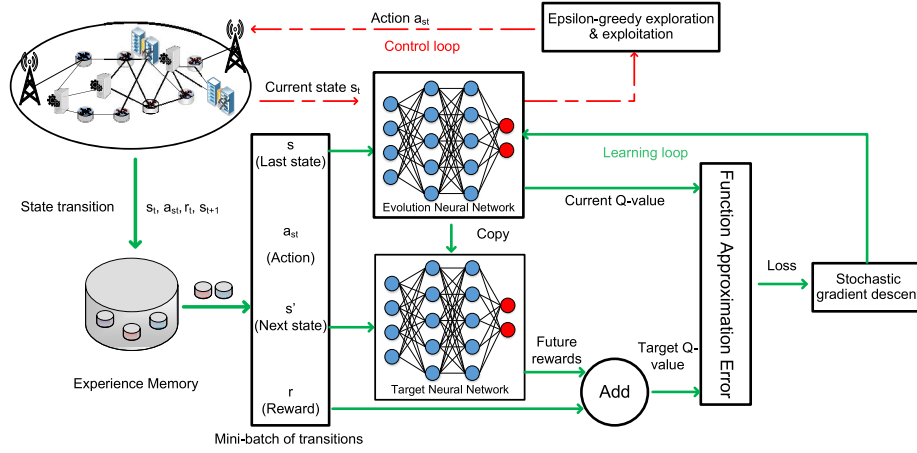 Action a_st
Control loop
Epsilon-greedy exploration
& exploitation
Current state s_t
s
(Last state)
Evolution Neural Network
Learning loop
Current Q-value
Function Approximation Error
State transition
s_t, a_st, r_t, s_t+1
a_st
(Action)
Copy
Loss
Stochastic
gradient descen
s'
(Next state)
Target Neural Network
Future
rewards
Add
Target Q-
value
Experience Memory
r
(Reward)
Mini-batch of transitions